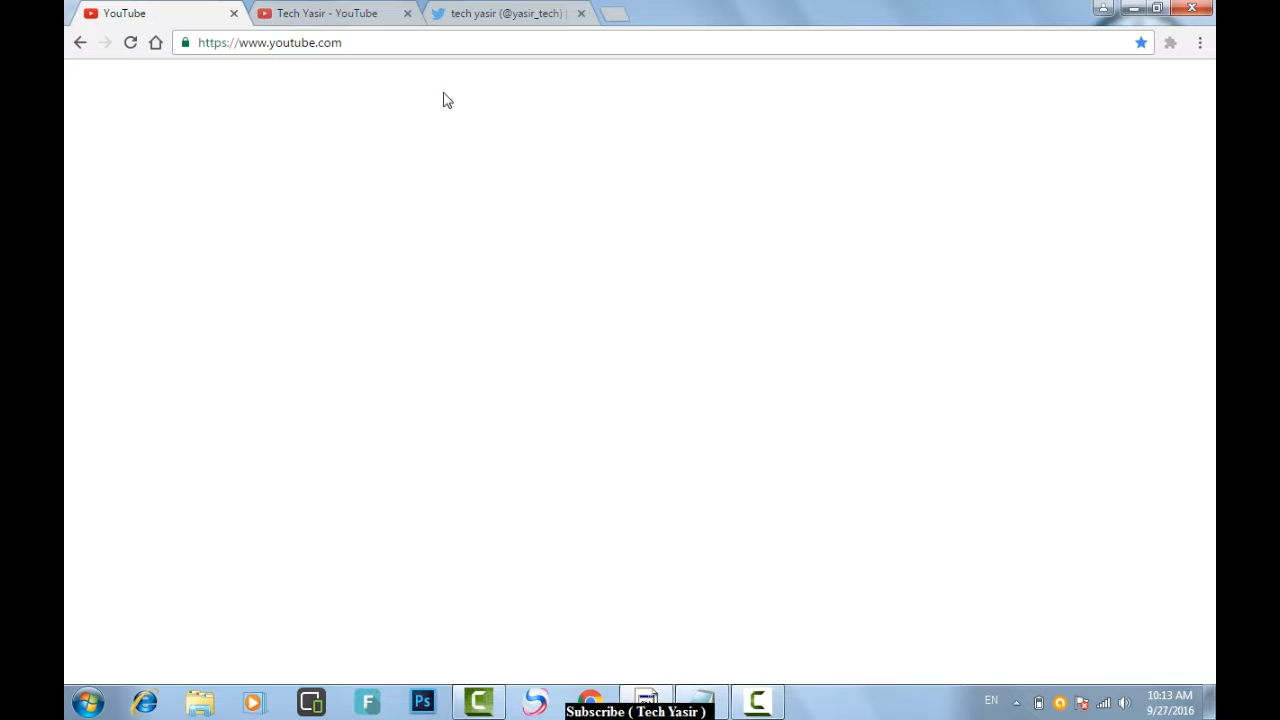 YouTube
Tech Yasir - YouTube
tech yasir (@yasir_tech) |
https://www.youtube.com
Ps
EN
10:13 AM
9/27/2016
Subscribe ( Tech Yasir )